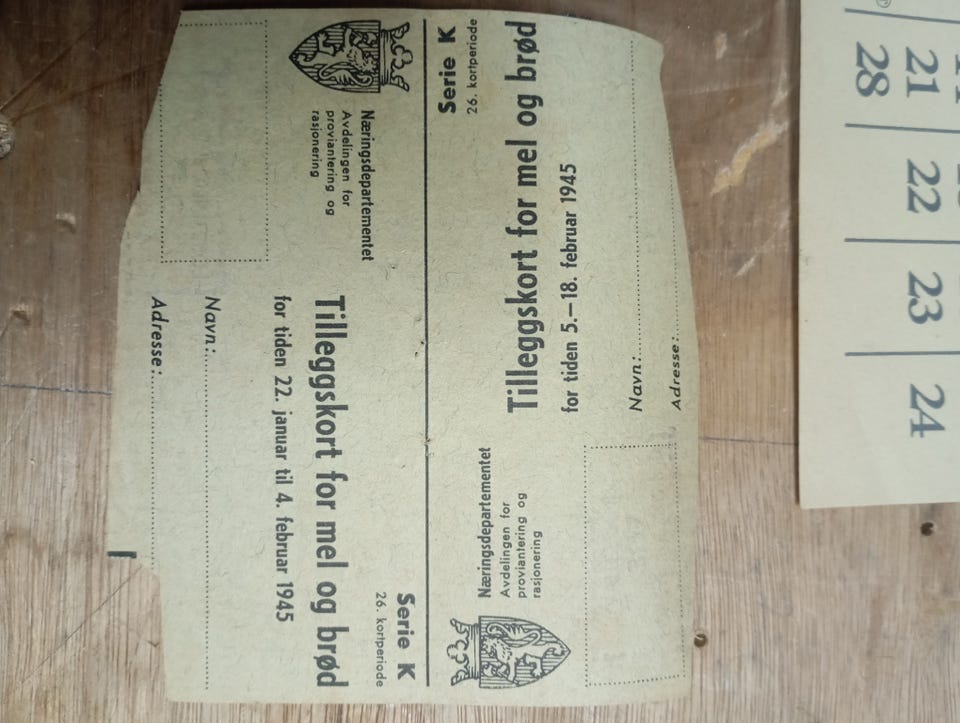 Næringsdepartementet
Avdelingen for
proviantering og
rasjonering
Serie K
26. kortperiode
Tilleggskort for mel og brød
for tiden 22. januar til 4. februar 1945
Navn:
Adresse:
Næringsdepartementet
Avdelingen for
proviantering og
rasjonering
Serie K
26. kortperiode
Tilleggskort for mel og brød
for tiden 5.—18. februar 1945
Navn:
Adresse:
21 22 23 24
28